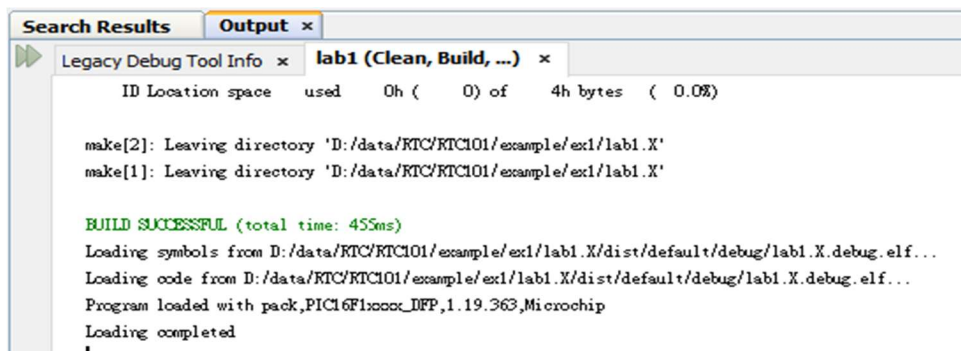 Search Results Output ×
Legacy Debug Tool Info × lab1 (Clean, Build, ...) ×
ID Location space used 0h ( 0) of 4h bytes ( 0.0%)
make[2]: Leaving directory 'D:/data/RTC/RTC101/example/ex1/lab1.X'
make[1]: Leaving directory 'D:/data/RTC/RTC101/example/ex1/lab1.X'
BUILD SUCCESSFUL (total time: 455ms)
Loading symbols from D:/data/RTC/RTC101/example/ex1/lab1.X/dist/default/debug/lab1.X.debug.elf...
Loading code from D:/data/RTC/RTC101/example/ex1/lab1.X/dist/default/debug/lab1.X.debug.elf...
Program loaded with pack,PIC16F1xxxx_DFP,1.19.363,Microchip
Loading completed